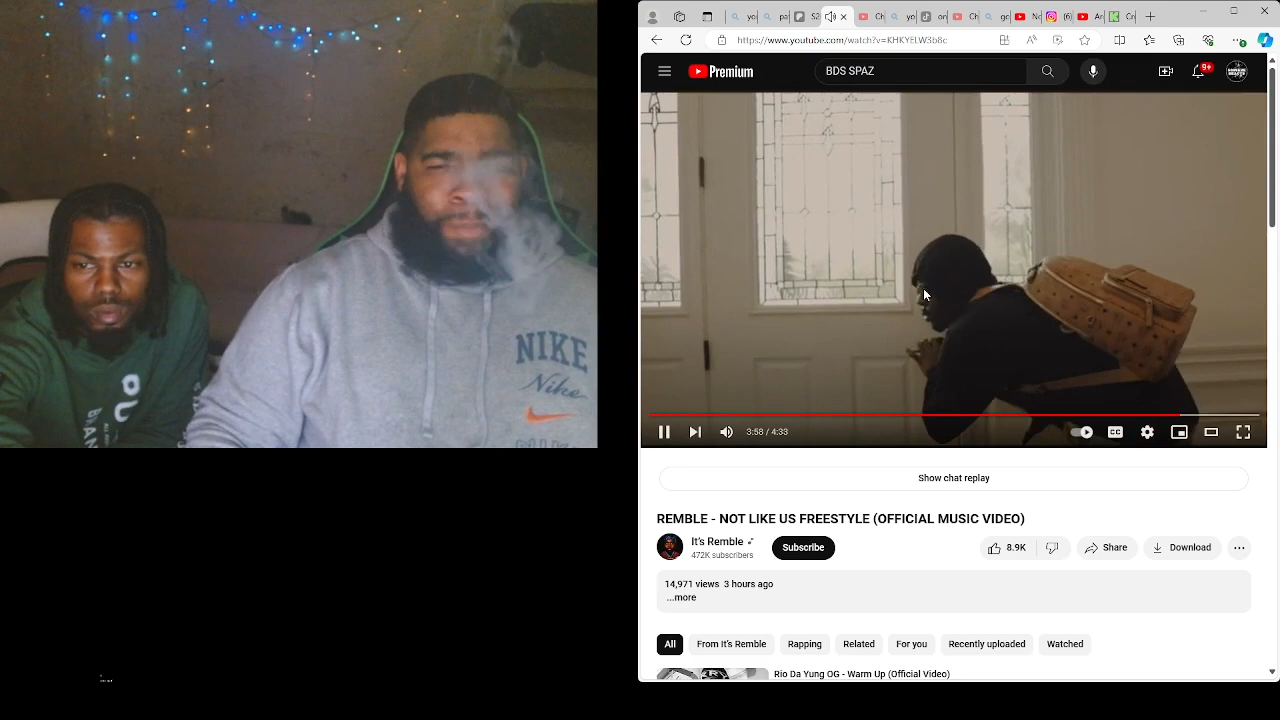 NIKE
Nike
OU
BRAN
https://www.youtube.com/watch?v=KHKYELW3b8c
Premium
BDS SPAZ
9+
3:58 / 4:33
CC
Show chat replay
REMBLE - NOT LIKE US FREESTYLE (OFFICIAL MUSIC VIDEO)
It's Remble
472K subscribers
Subscribe
8.9K
Share
Download
14,971 views 3 hours ago
...more
All
From It's Remble
Rapping
Related
For you
Recently uploaded
Watched
Rio Da Yung OG - Warm Up (Official Video)